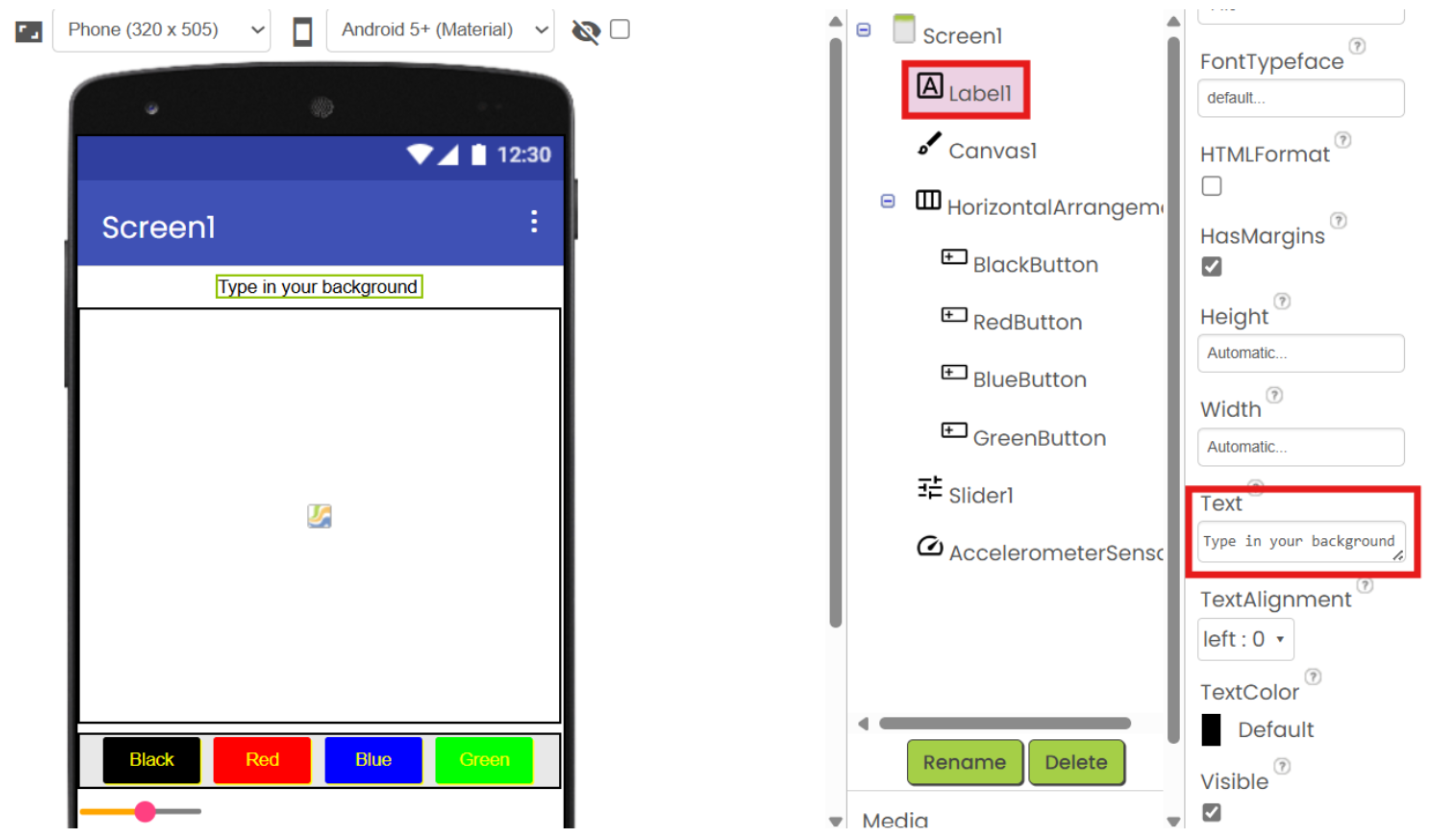 Phone (320 x 505)
Android 5+ (Material)
12:30
Screen1
Type in your background
Black
Red
Blue
Green
Screen1
Label1
Canvas1
HorizontalArrangem
BlackButton
RedButton
BlueButton
GreenButton
Slider1
AccelerometerSenso
Rename
Delete
Media
FontTypeface ?
default...
HTMLFormat ?
HasMargins ?
Height ?
Automatic...
Width ?
Automatic...
Text ?
Type in your background
TextAlignment ?
left : 0
TextColor ?
Default
Visible ?